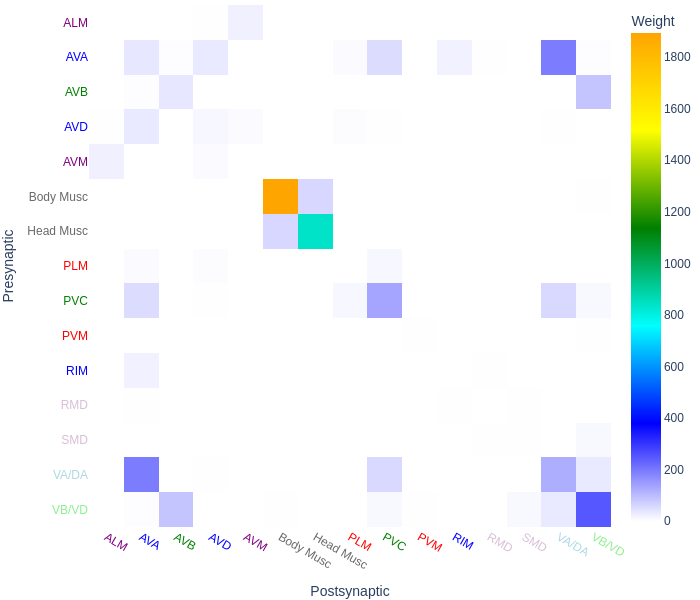 Weight
ALM
AVA
AVB
AVD
AVM
Body Musc
Head Musc
PLM
PVC
PVM
RIM
RMD
SMD
VA/DA
VB/VD
Presynaptic
1800
1600
1400
1200
1000
800
600
400
200
0
ALM
AVA
AVB
AVD
AVM
Body Musc
Head Musc
PLM
PVC
PVM
RIM
RMD
SMD
VA/DA
VB/VD
Postsynaptic